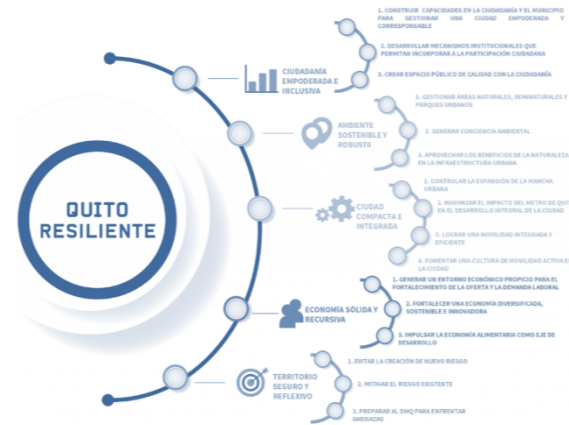 QUITO
RESILIENTE
CIUDADANÍA
EMPODERADA E
INCLUSIVA
1. CONSTRUIR CAPACIDADES EN LA CIUDADANÍA Y EL MUNICIPIO
PARA GESTIONAR UNA CIUDAD EMPODERADA Y
CORRESPONSABLE
2. DESARROLLAR MECANISMOS INSTITUCIONALES QUE
PERMITAN INCORPORAR A LA PARTICIPACIÓN CIUDADANA
3. CREAR ESPACIO PÚBLICO DE CALIDAD CON LA CIUDADANÍA
AMBIENTE
SOSTENIBLE Y
ROBUSTO
1. GESTIONAR ÁREAS NATURALES, SEMINATURALES Y
PARQUES URBANOS
2. GENERAR CONCIENCIA AMBIENTAL
3. APROVECHAR LOS BENEFICIOS DE LA NATURALEZA
EN LA INFRAESTRUCTURA URBANA
CIUDAD
COMPACTA E
INTEGRADA
1. CONTROLAR LA EXPANSIÓN DE LA MANCHA
URBANA
2. MAXIMIZAR EL IMPACTO DEL METRO DE QUI
EN EL DESARROLLO INTEGRAL DE LA CIUDAD
3. LOGRAR UNA MOVILIDAD INTEGRADA Y
EFICIENTE
4. FOMENTAR UNA CULTURA DE MOVILIDAD ACTIVA E
LA CIUDAD
ECONOMÍA SÓLIDA Y
RECURSIVA
1. GENERAR UN ENTORNO ECONÓMICO PROPICIO PARA EL
FORTALECIMIENTO DE LA OFERTA Y LA DEMANDA LABORAL
2. FORTALECER UNA ECONOMÍA DIVERSIFICADA,
SOSTENIBLE E INNOVADORA
3. IMPULSAR LA ECONOMÍA ALIMENTARIA COMO EJE DE
DESARROLLO
TERRITORIO
SEGURO Y
REFLEXIVO
1. EVITAR LA CREACIÓN DE NUEVO RIESGO
2. MITIGAR EL RIESGO EXISTENTE
3. PREPARAR AL DMQ PARA ENFRENTAR
AMENAZAS